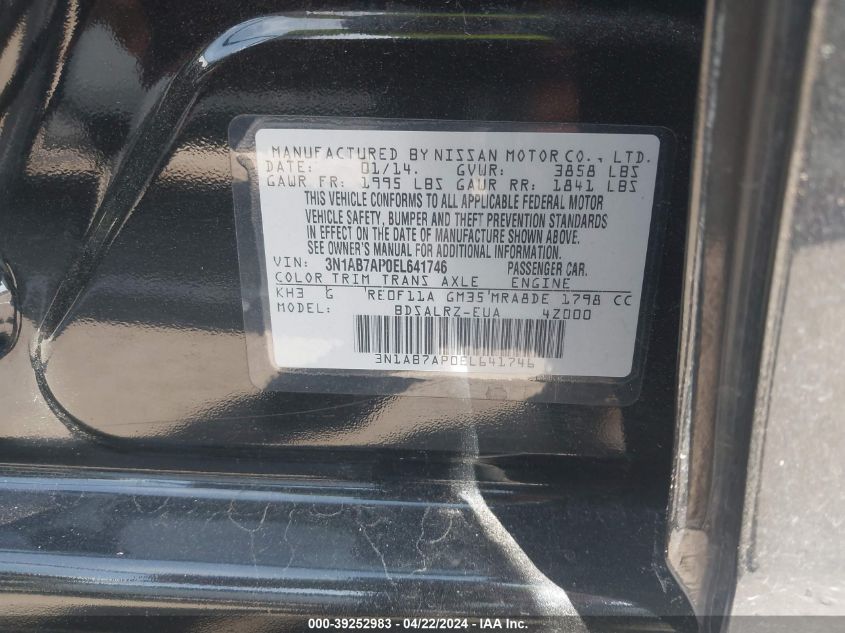 MANUFACTURED BY NISSAN MOTOR CO., LTD.
DATE: 01/14. GVWR: 3858 LBS
GAWR FR: 1995 LBS GAWR RR: 1841 LBS
THIS VEHICLE CONFORMS TO ALL APPLICABLE FEDERAL MOTOR
VEHICLE SAFETY, BUMPER AND THEFT PREVENTION STANDARDS
IN EFFECT ON THE DATE OF MANUFACTURE SHOWN ABOVE.
SEE OWNER'S MANUAL FOR ADDITIONAL INFORMATION.
VIN: 3N1AB7AP0EL641746 PASSENGER CAR.
COLOR TRIM TRANS AXLE ENGINE
KH3 G RE0F11A GM35 MRA8DE 1798 CC
MODEL: BDSALRZ-EUA 4Z000
3N1AB7AP0EL641746
000-39252983 - 04/22/2024 - IAA Inc.